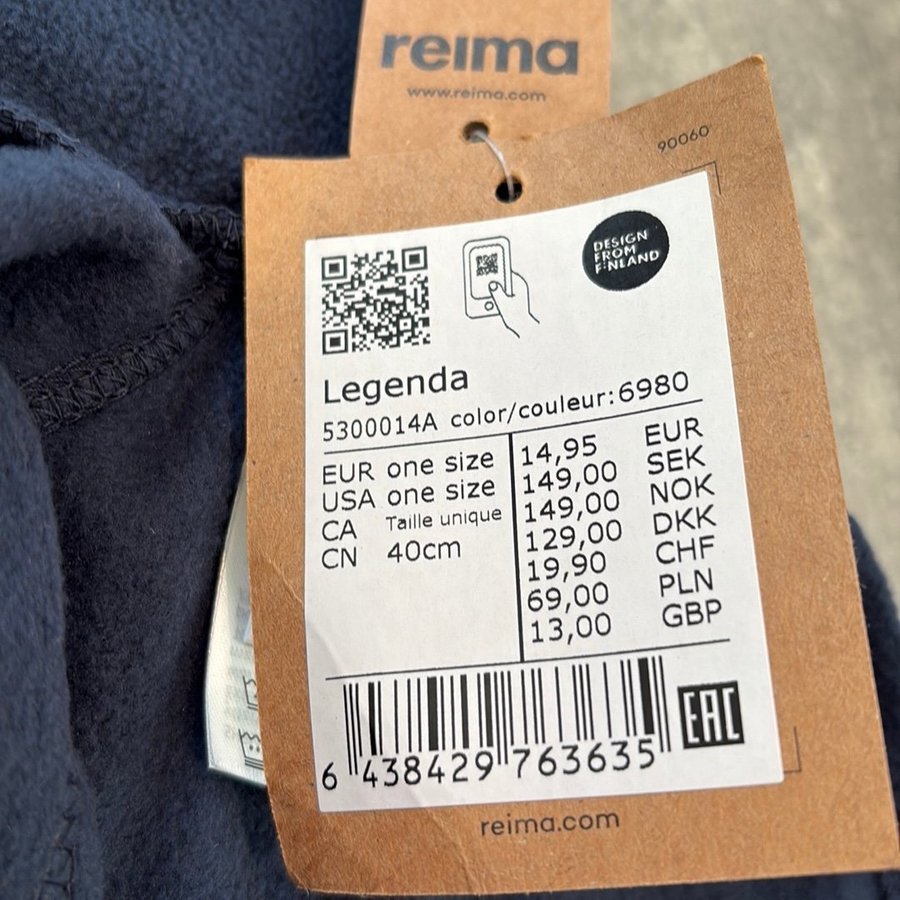 reima
www.reima.com
90060
DESIGN
FROM
FINLAND
Legenda
5300014A color/couleur:6980
EUR one size 14,95 EUR
USA one size 149,00 SEK
CA Taille unique 149,00 NOK
CN 40cm 129,00 DKK
19,90 CHF
69,00 PLN
13,00 GBP
6 438429 763635
EAC
reima.com